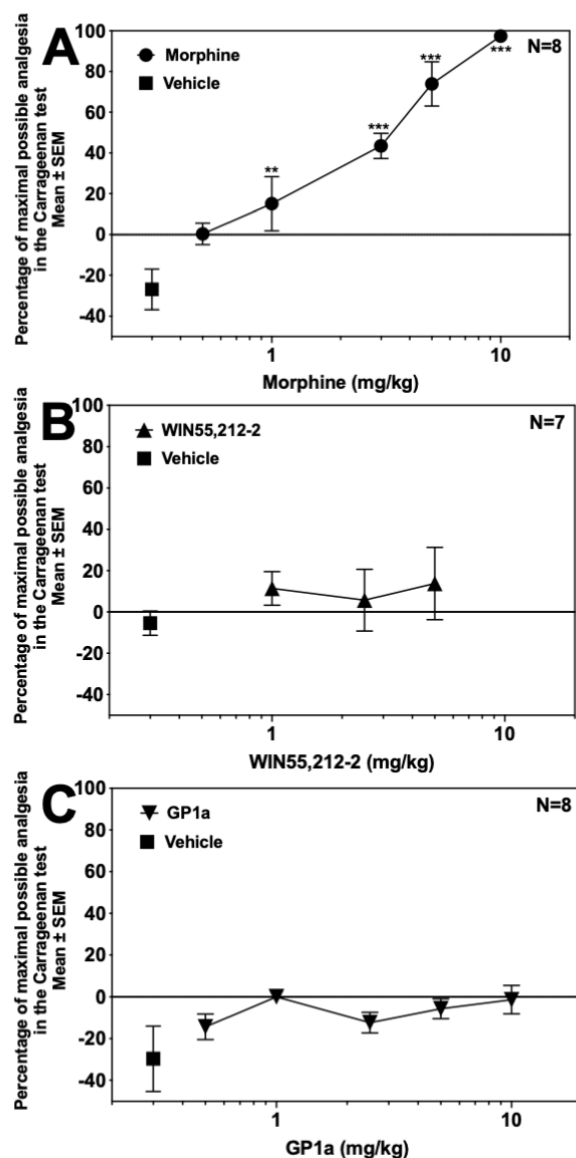 A
Morphine
Vehicle
N=8
Percentage of maximal possible analgesia
in the Carrageenan test
Mean ± SEM
100
80
60
40
20
0
-20
-40
**
***
***
***
1
10
Morphine (mg/kg)
B
WIN55,212-2
Vehicle
N=7
Percentage of maximal possible analgesia
in the Carrageenan test
Mean ± SEM
100
80
60
40
20
0
-20
-40
1
10
WIN55,212-2 (mg/kg)
C
GP1a
Vehicle
N=8
Percentage of maximal possible analgesia
in the Carrageenan test
Mean ± SEM
100
80
60
40
20
0
-20
-40
1
10
GP1a (mg/kg)